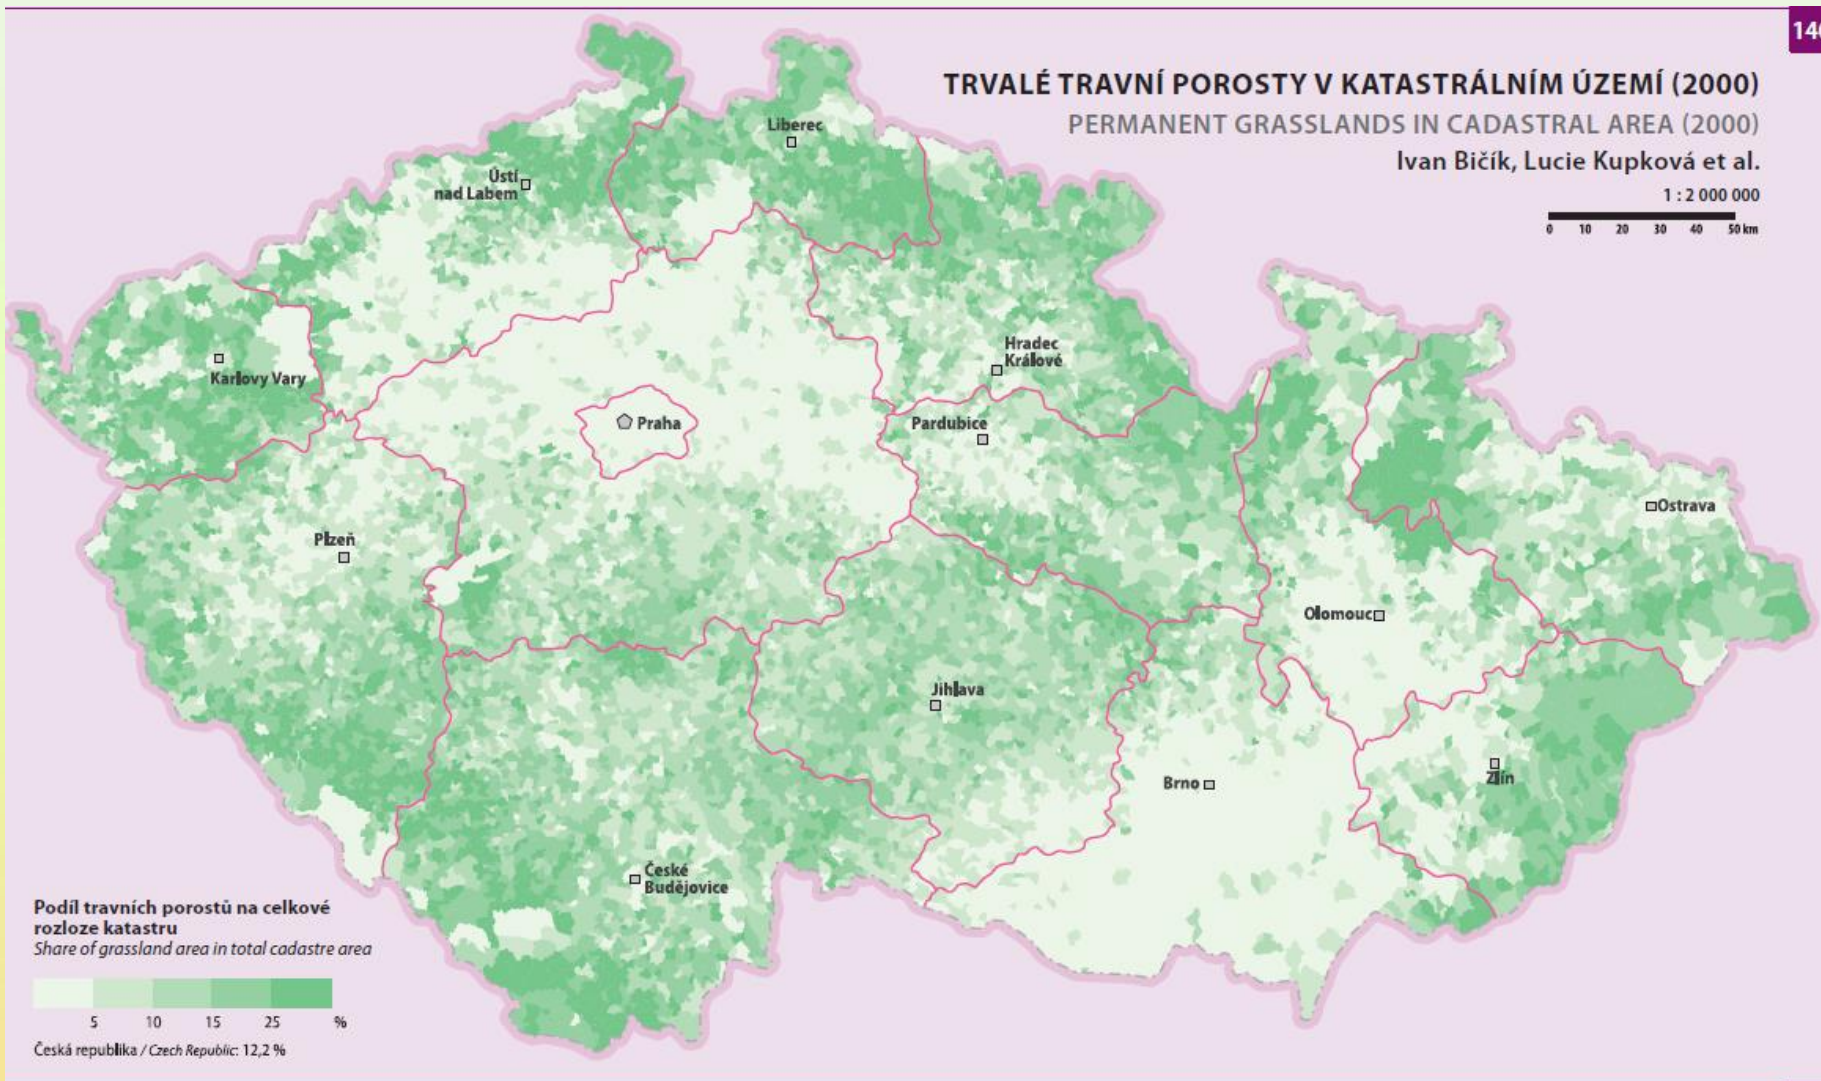 140
TRVALÉ TRAVNÍ POROSTY V KATASTRÁLNÍM ÚZEMÍ (2000)
PERMANENT GRASSLANDS IN CADASTRAL AREA (2000)
Ivan Bičík, Lucie Kupková et al.
1 : 2 000 000
0 10 20 30 40 50 km
Liberec
Ústí
nad Labem
Karlovy Vary
Hradec
Králové
Praha
Pardubice
Ostrava
Plzeň
Olomouc
Jihlava
Zlín
Brno
České
Budějovice
Podíl travních porostů na celkové
rozloze katastru
Share of grassland area in total cadastre area
5 10 15 25 %
Česká republika / Czech Republic: 12,2 %